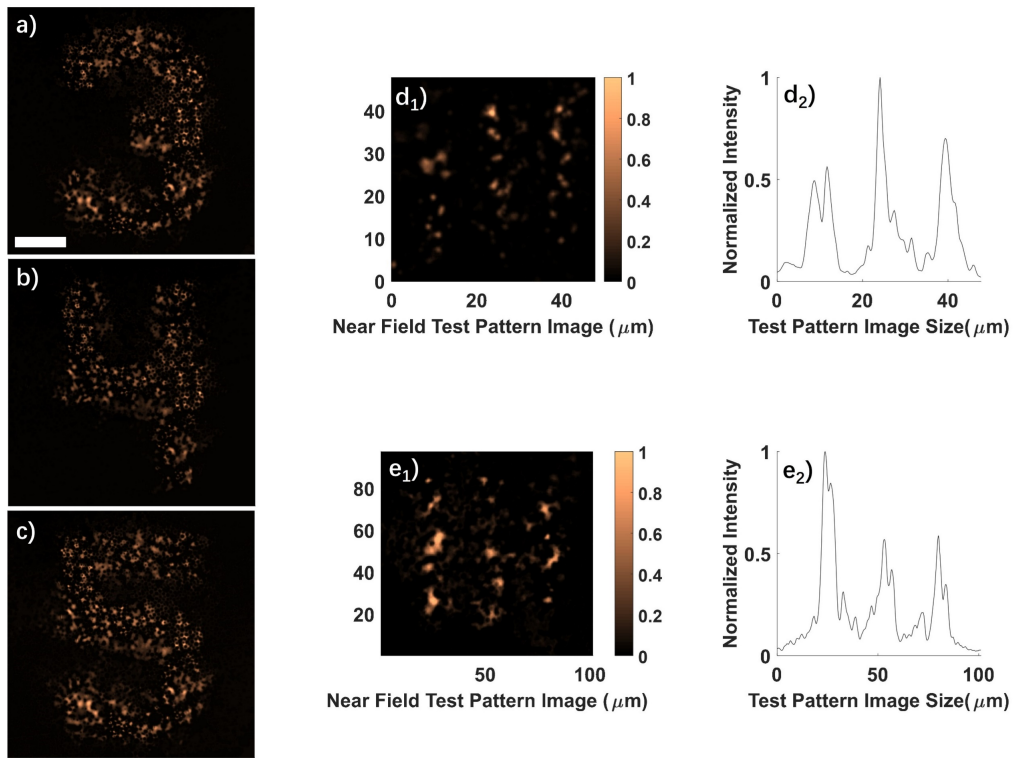 a)
b)
c)
d1)
40
30
20
10
0
0
20
40
Near Field Test Pattern Image (μm)
1
0.8
0.6
0.4
0.2
0
d2)
1
0.5
0
0
20
40
Normalized Intensity
Test Pattern Image Size(μm)
e1)
80
60
40
20
50
100
Near Field Test Pattern Image (μm)
1
0.8
0.6
0.4
0.2
0
e2)
1
0.5
0
0
50
100
Normalized Intensity
Test Pattern Image Size(μm)